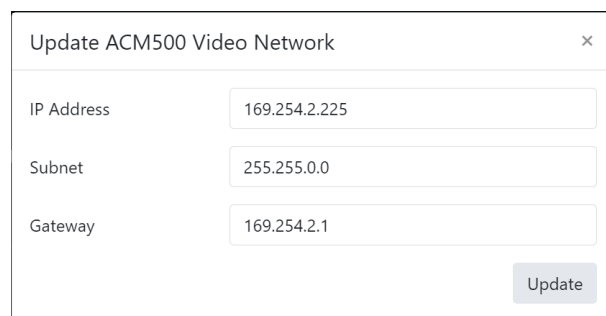 Update ACM500 Video Network ×
IP Address 169.254.2.225
Subnet 255.255.0.0
Gateway 169.254.2.1
Update